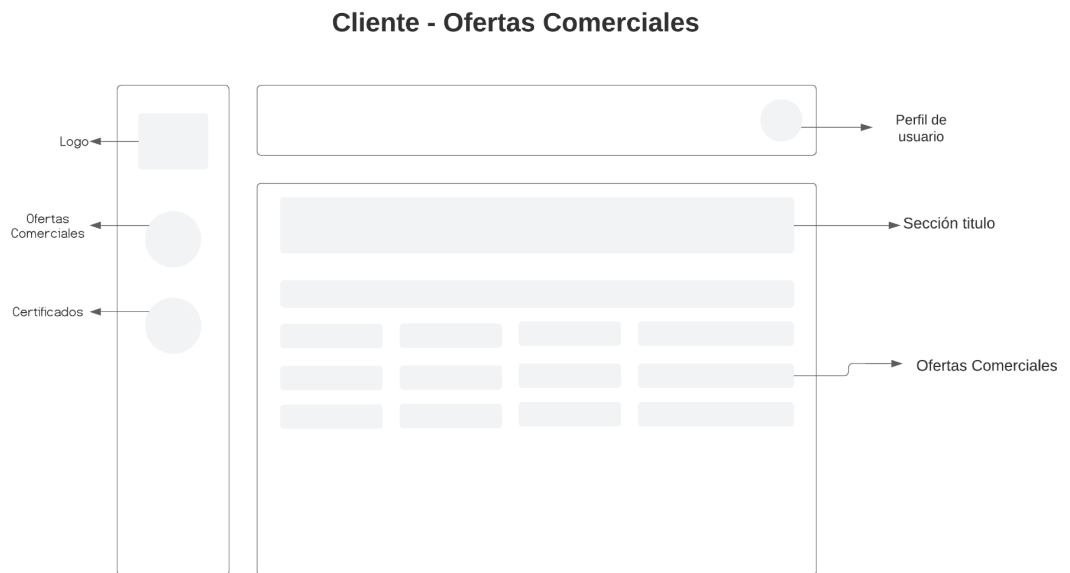 Cliente - Ofertas Comerciales
Logo
Perfil de
usuario
Ofertas
Comerciales
Sección titulo
Certificados
Ofertas Comerciales